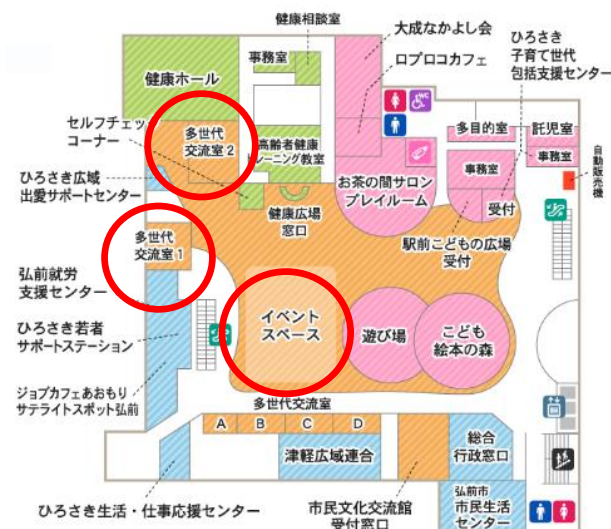 健康相談室
大成なかよし会
ロプロコカフェ
ひろさき
子育て世代
包括支援センター
事務室
健康ホール
セルフチェック
コーナー
多世代
交流室2
高齢者健康
トレーニング教室
WC
多目的室
託児室
事務室
事務室
自動販売機
お茶の間サロン
プレイルーム
受付
ひろさき広域
出愛サポートセンター
健康広場
窓口
駅前こどもの広場
受付
多世代
交流室1
弘前就労
支援センター
イベント
スペース
遊び場
こども
絵本の森
ひろさき若者
サポートステーション
ジョブカフェあおもり
サテライトスポット弘前
多世代交流室
A B C D
津軽広域連合
総合
行政窓口
ひろさき生活・仕事応援センター
市民文化交流館
受付窓口
弘前市
市民生活
センター